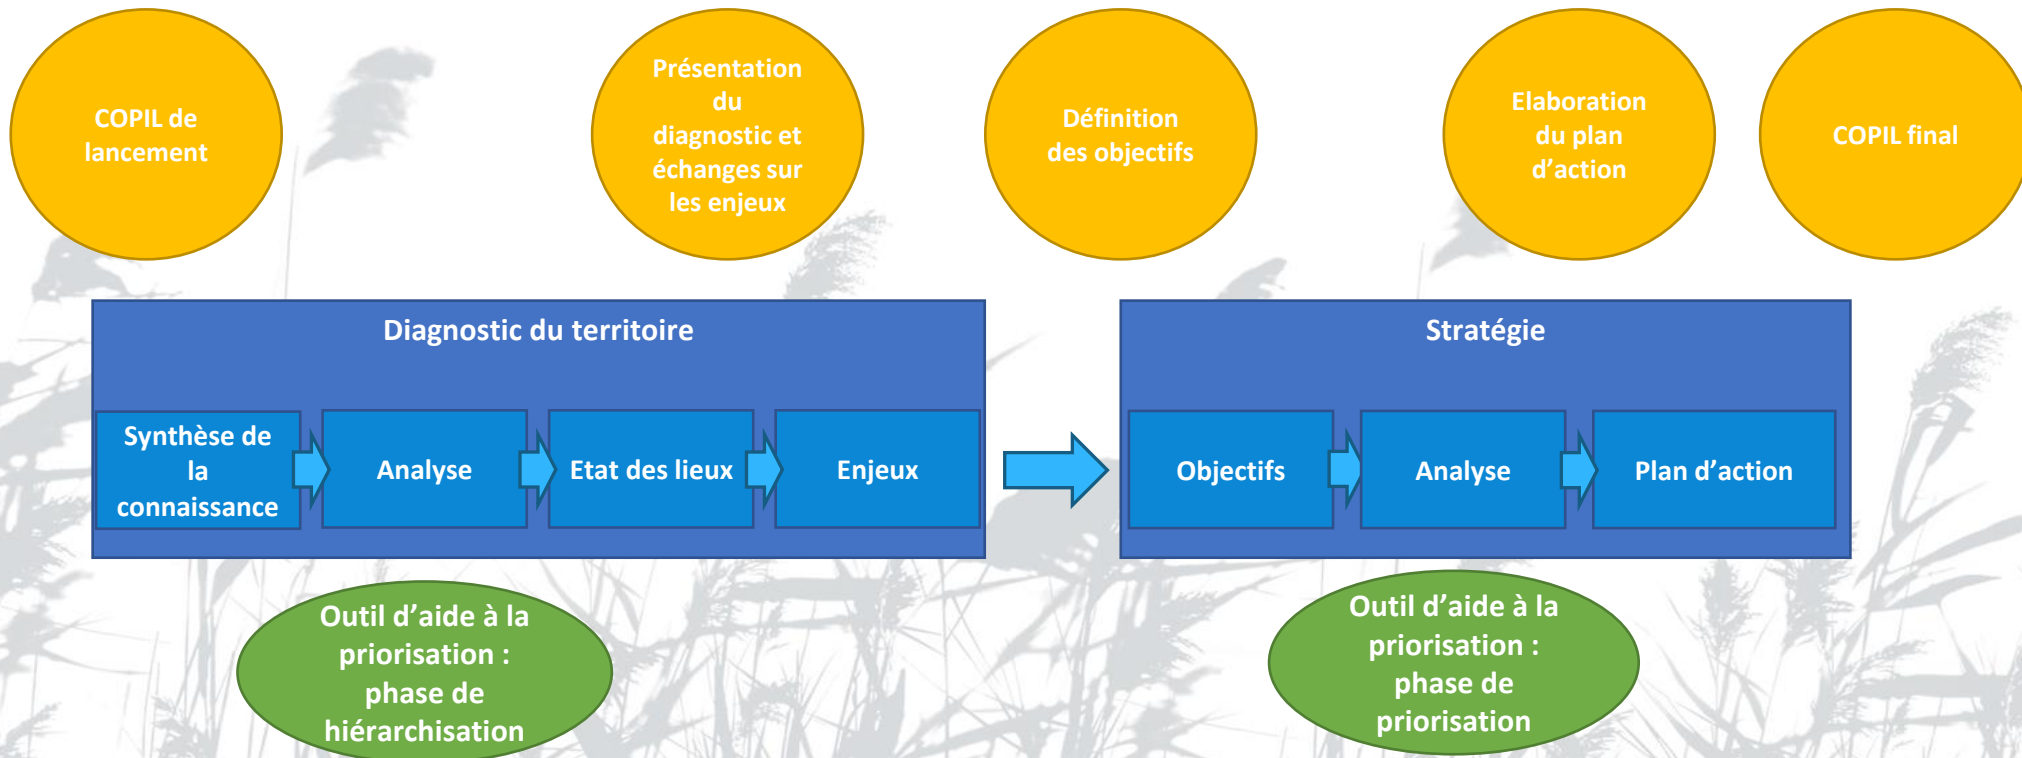 COPIL de
lancement
Présentation
du
diagnostic et
échanges sur
les enjeux
Définition
des objectifs
Elaboration
du plan
d’action
COPIL final
Diagnostic du territoire
Synthèse de
la
connaissance
Analyse
Etat des lieux
Enjeux
Stratégie
Objectifs
Analyse
Plan d’action
Outil d’aide à la
priorisation :
phase de
hiérarchisation
Outil d’aide à la
priorisation :
phase de
priorisation